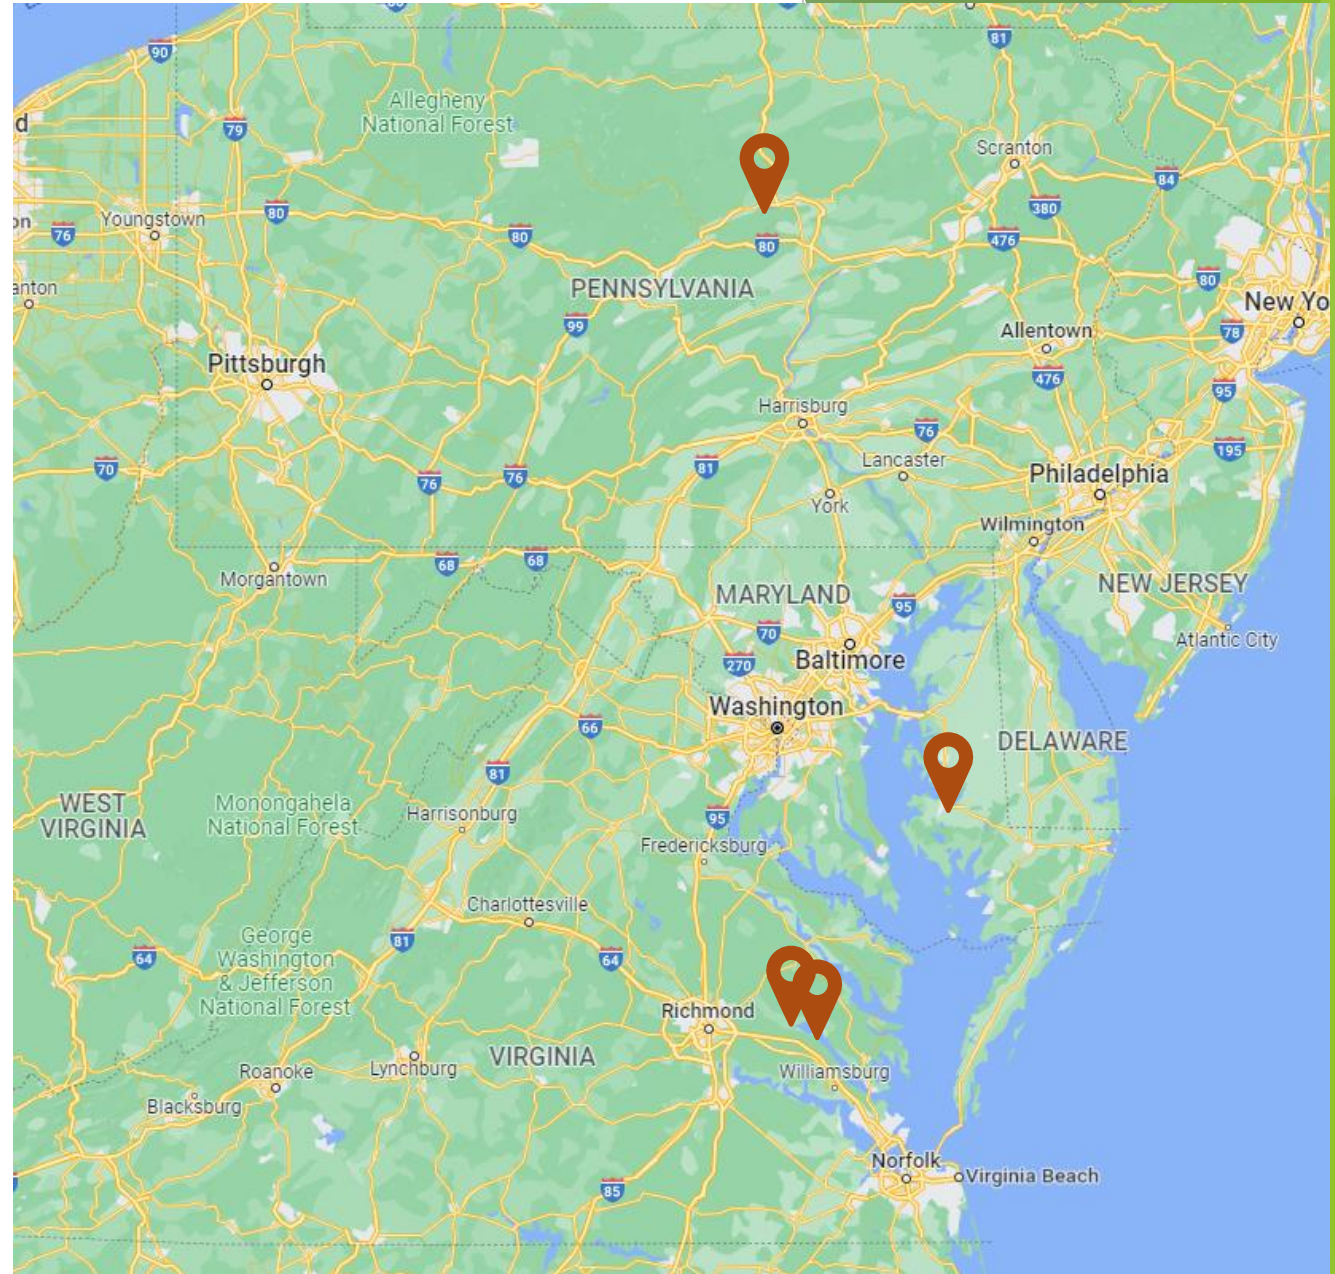 90
81
Allegheny
National Forest
d
79
Scranton
84
380
on
76
Youngstown
80
80
80
476
80
anton
PENNSYLVANIA
New Yo
99
Allentown
78
Pittsburgh
476
95
Harrisburg
76
195
70
76
76
81
Lancaster
Philadelphia
York
Wilmington
68
68
Morgantown
MARYLAND
95
NEW JERSEY
70
Atlantic City
270
Baltimore
Washington
66
DELAWARE
81
WEST
VIRGINIA
Monongahela
National Forest
Harrisonburg
95
Fredericksburg
Charlottesville
George
Washington
& Jefferson
National Forest
81
64
64
Richmond
VIRGINIA
Roanoke
Lynchburg
Williamsburg
Blacksburg
Norfolk
Virginia Beach
85